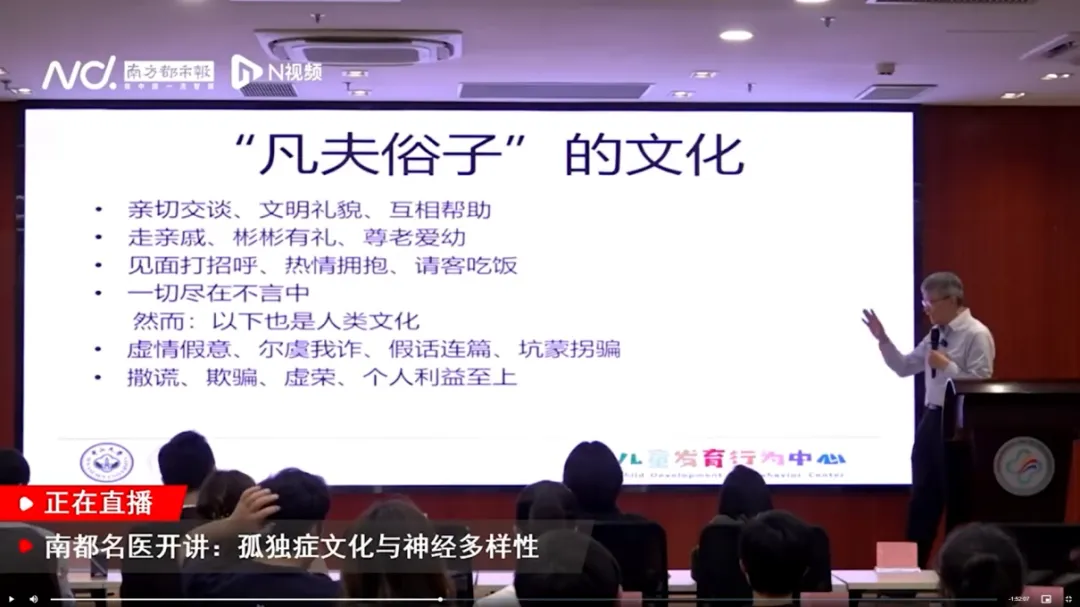 nd.南方都市报 N视频
“凡夫俗子”的文化
• 亲切交谈、文明礼貌、互相帮助
• 走亲戚、彬彬有礼、尊老爱幼
• 见面打招呼、热情拥抱、请客吃饭
• 一切尽在不言中
然而：以下也是人类文化
• 虚情假意、尔虞我诈、假话连篇、坑蒙拐骗
• 撒谎、欺骗、虚荣、个人利益至上
儿童发育行为中心
Child Development Behavior Center
正在直播
南都名医开讲：孤独症文化与神经多样性
-1:52:07